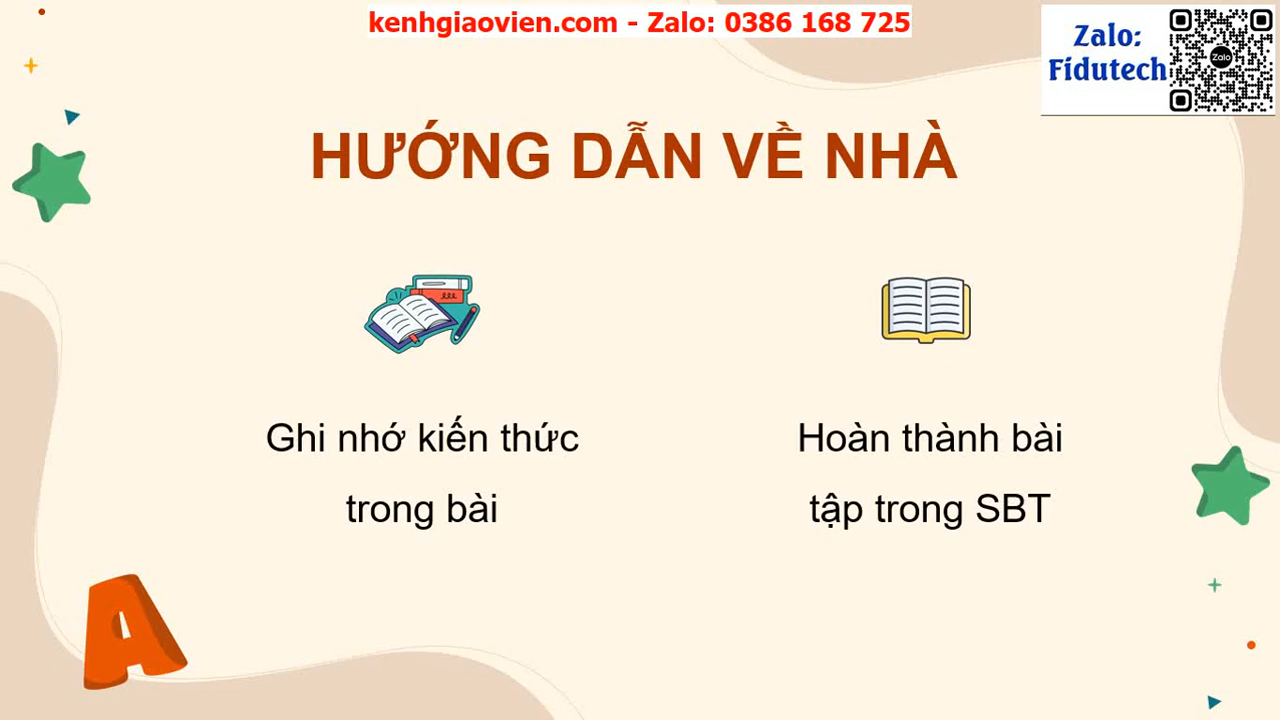 kenhgiaovien.com - Zalo: 0386 168 725
Zalo:
Fidutech
Zalo
HƯỚNG DẪN VỀ NHÀ
Ghi nhớ kiến thức
trong bài
Hoàn thành bài
tập trong SBT
A